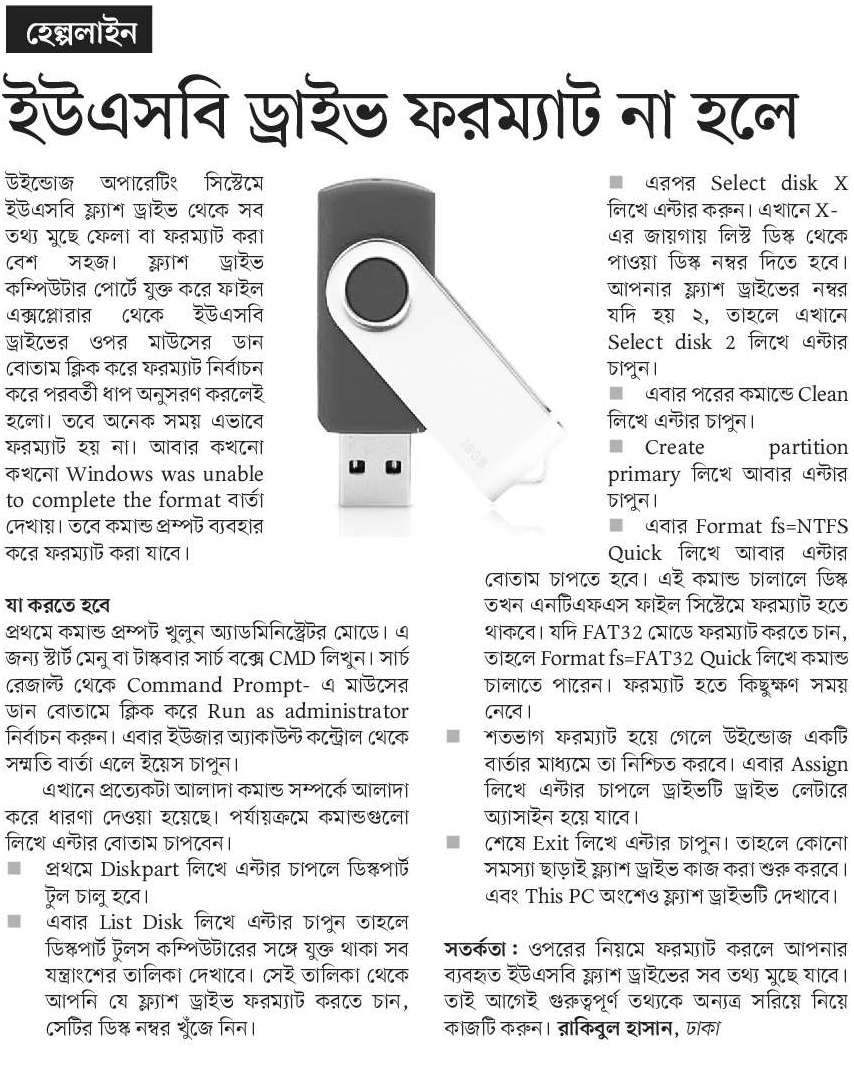 হেল্পলাইন
ইউএসবি ড্রাইভ ফরম্যাট না হলে
উইন্ডোজ অপারেটিং সিস্টেমে
ইউএসবি ফ্ল্যাশ ড্রাইভ থেকে সব
তথ্য মুছে ফেলা বা ফরম্যাট করা
বেশ সহজ। ফ্ল্যাশ ড্রাইভ
কম্পিউটার পোর্টে যুক্ত করে ফাইল
এক্সপ্লোরার থেকে ইউএসবি
ড্রাইভের ওপর মাউসের ডান
বোতাম ক্লিক করে ফরম্যাট নির্বাচন
করে পরবর্তী ধাপ অনুসরণ করলেই
হলো। তবে অনেক সময় এভাবে
ফরম্যাট হয় না। আবার কখনো
কখনো Windows was unable
to complete the format বার্তা
দেখায়। তবে কমান্ড প্রম্পট ব্যবহার
করে ফরম্যাট করা যাবে।
যা করতে হবে
প্রথমে কমান্ড প্রম্পট খুলুন অ্যাডমিনিস্ট্রেটর মোডে। এ
জন্য স্টার্ট মেনু বা টাস্কবার সার্চ বক্সে CMD লিখুন। সার্চ
রেজাল্ট থেকে Command Prompt- এ মাউসের
ডান বোতামে ক্লিক করে Run as administrator
নির্বাচন করুন। এবার ইউজার অ্যাকাউন্ট কন্ট্রোল থেকে
সম্মতি বার্তা এলে ইয়েস চাপুন।
এখানে প্রত্যেকটা আলাদা কমান্ড সম্পর্কে আলাদা
করে ধারণা দেওয়া হয়েছে। পর্যায়ক্রমে কমান্ডগুলো
লিখে এন্টার বোতাম চাপবেন।
■ প্রথমে Diskpart লিখে এন্টার চাপলে ডিস্কপার্ট
টুল চালু হবে।
■ এবার List Disk লিখে এন্টার চাপুন তাহলে
ডিস্কপার্ট টুলস কম্পিউটারের সঙ্গে যুক্ত থাকা সব
যন্ত্রাংশের তালিকা দেখাবে। সেই তালিকা থেকে
আপনি যে ফ্ল্যাশ ড্রাইভ ফরম্যাট করতে চান,
সেটির ডিস্ক নম্বর খুঁজে নিন।
16GB
■ এরপর Select disk X
লিখে এন্টার করুন। এখানে X-
এর জায়গায় লিস্ট ডিস্ক থেকে
পাওয়া ডিস্ক নম্বর দিতে হবে।
আপনার ফ্ল্যাশ ড্রাইভের নম্বর
যদি হয় ২, তাহলে এখানে
Select disk 2 লিখে এন্টার
চাপুন।
■ এবার পরের কমান্ডে Clean
লিখে এন্টার চাপুন।
■ Create partition
primary লিখে আবার এন্টার
চাপুন।
■ এবার Format fs=NTFS
Quick লিখে আবার এন্টার
বোতাম চাপতে হবে। এই কমান্ড চালালে ডিস্ক
তখন এনটিএফএস ফাইল সিস্টেমে ফরম্যাট হতে
থাকবে। যদি FAT32 মোডে ফরম্যাট করতে চান,
তাহলে Format fs=FAT32 Quick লিখে কমান্ড
চালাতে পারেন। ফরম্যাট হতে কিছুক্ষণ সময়
নেবে।
■ শতভাগ ফরম্যাট হয়ে গেলে উইন্ডোজ একটি
বার্তার মাধ্যমে তা নিশ্চিত করবে। এবার Assign
লিখে এন্টার চাপলে ড্রাইভটি ড্রাইভ লেটারে
অ্যাসাইন হয়ে যাবে।
■ শেষে Exit লিখে এন্টার চাপুন। তাহলে কোনো
সমস্যা ছাড়াই ফ্ল্যাশ ড্রাইভ কাজ করা শুরু করবে।
এবং This PC অংশেও ফ্ল্যাশ ড্রাইভটি দেখাবে।
সতর্কতা : ওপরের নিয়মে ফরম্যাট করলে আপনার
ব্যবহৃত ইউএসবি ফ্ল্যাশ ড্রাইভের সব তথ্য মুছে যাবে।
তাই আগেই গুরুত্বপূর্ণ তথ্যকে অন্যত্র সরিয়ে নিয়ে
কাজটি করুন। রাকিবুল হাসান, ঢাকা